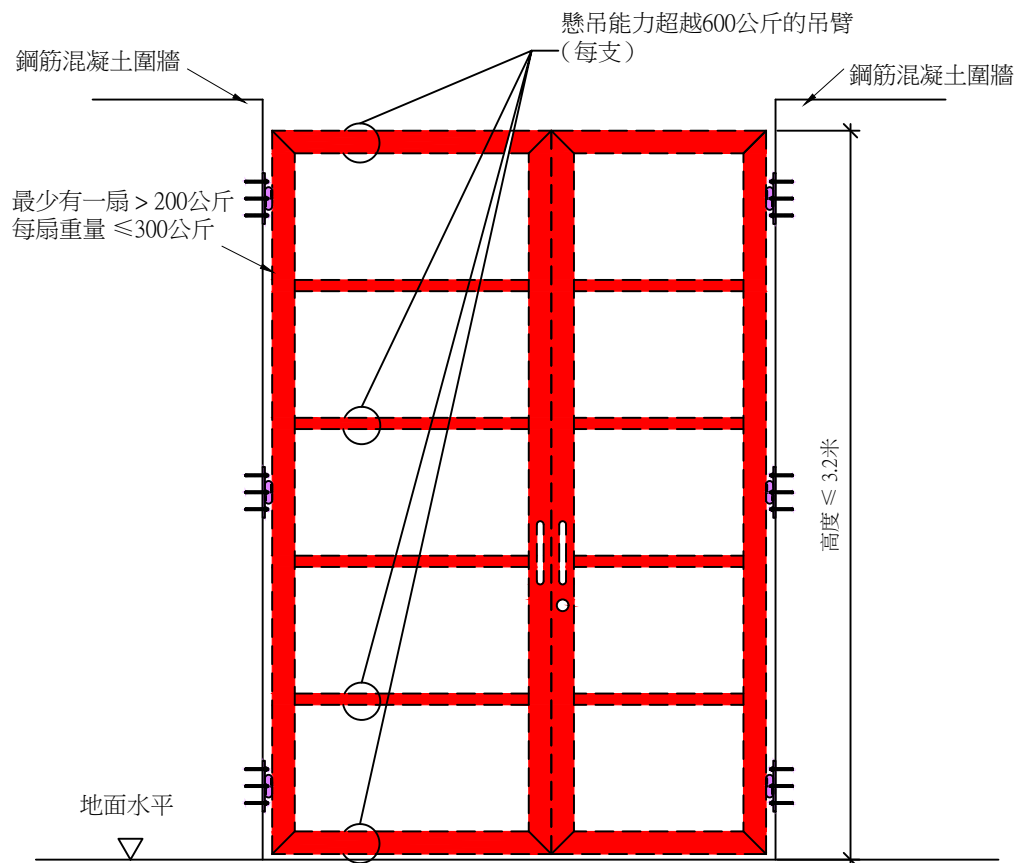 懸吊能力超越600公斤的吊臂
（每支）
鋼筋混凝土圍牆
鋼筋混凝土圍牆
最少有一扇 > 200公斤
每扇重量 ≤300公斤
高度 ≤ 3.2米
地面水平